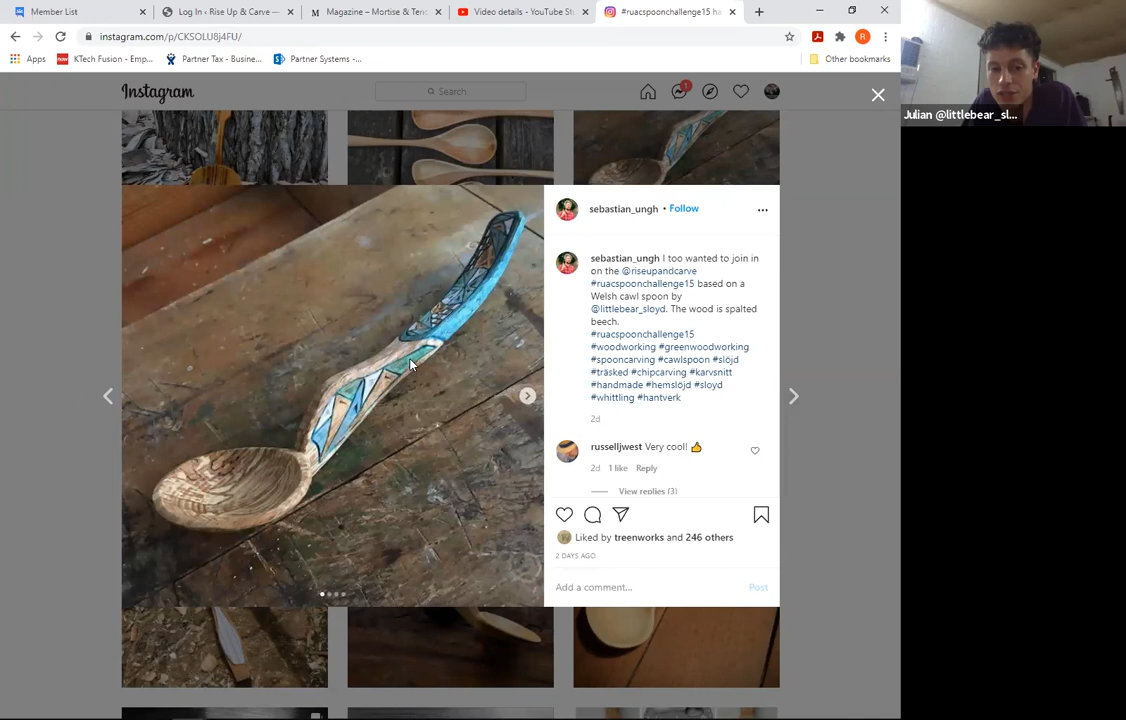 Member List
Log In ‹ Rise Up & Carve —
Magazine – Mortise & Tenc
Video details - YouTube St
#ruacspoonchallenge15 ha
instagram.com/p/CKSOLU8j4FU/
R
Apps
KTech Fusion - Emp...
Partner Tax - Busine...
Partner Systems -...
Other bookmarks
Instagram
Search
1
Julian @littlebear_sl...
sebastian_ungh • Follow
sebastian_ungh I too wanted to join in
on the @riseupandcarve
#ruacspoonchallenge15 based on a
Welsh cawl spoon by
@littlebear_sloyd. The wood is spalted
beech.
#ruacspoonchallenge15
#woodworking #greenwoodworking
#spooncarving #cawlspoon #slöjd
#träsked #chipcarving #karvsnitt
#handmade #hemslöjd #sloyd
#whittling #hantverk
2d
russelljwest Very cool! 👍
2d 1 like Reply
View replies (3)
Liked by treenworks and 246 others
2 DAYS AGO
Add a comment...
Post